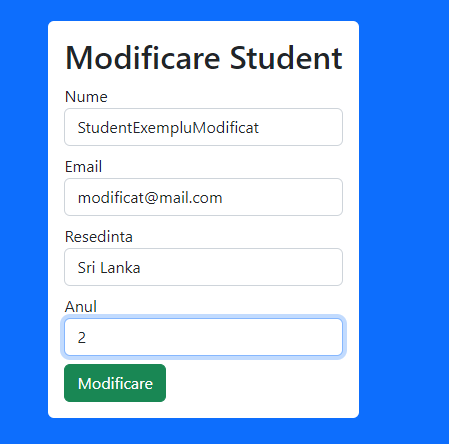 Modificare Student
Nume
StudentExempluModificat
Email
modificat@mail.com
Resedinta
Sri Lanka
Anul
2
Modificare